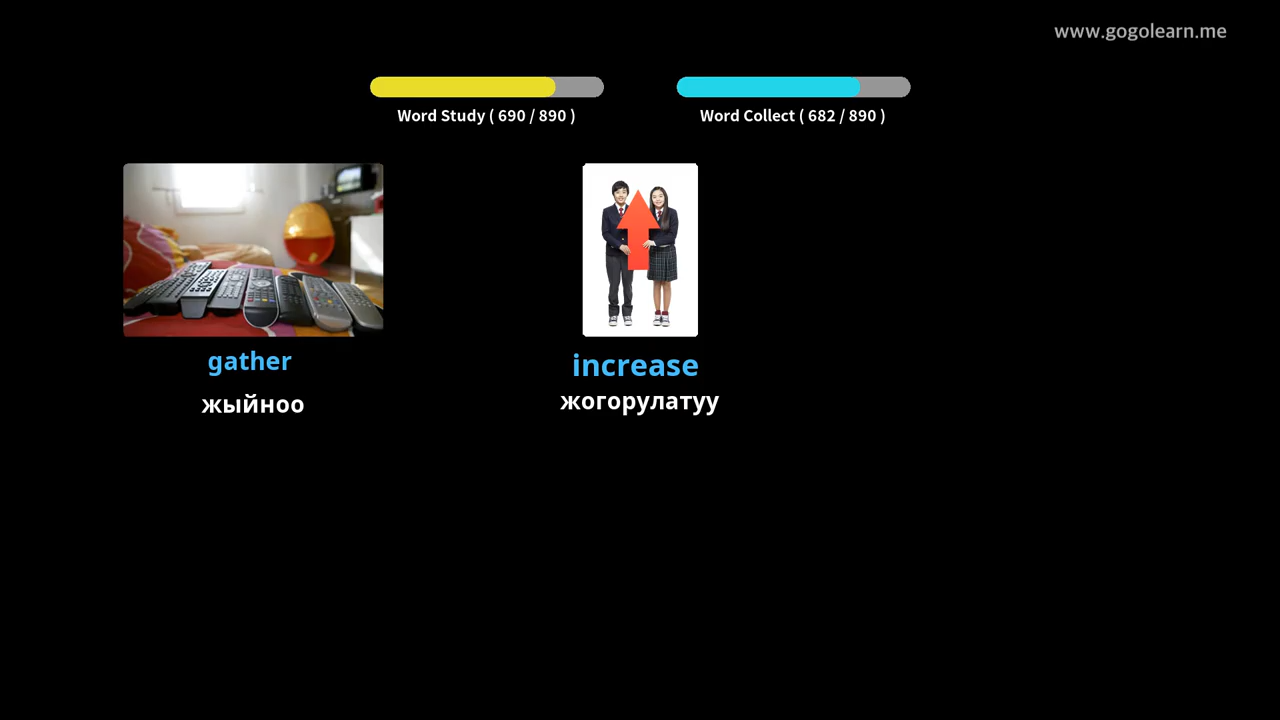 www.gogolearn.me
Word Study ( 690 / 890 )
Word Collect ( 682 / 890 )
gather
жыйноо
increase
жогорулатуу